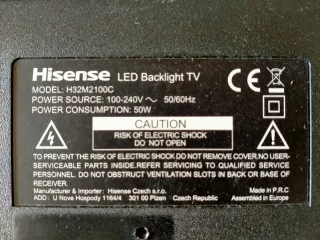 Hisense LED Backlight TV
MODEL: H32M2100C
POWER SOURCE: 100-240V ~ 50/60Hz
POWER CONSUMPTION: 50W
CE
CAUTION
RISK OF ELECTRIC SHOCK
DO NOT OPEN
TO PREVENT THE RISK OF ELECTRIC SHOCK DO NOT REMOVE COVER.NO USER-
SERVICEABLE PARTS INSIDE.REFER SERVICING TO QUALIFIED SERVICE
PERSONNEL. DO NOT OBSTRUCT VENTILATION SLOTS IN BACK OR BASE OF
RECEIVER.
Manufacturer & Importer : Hisense Czech s.r.o. Made in P.R.C
ADD : U Nove Hospody 1164/4 301 00 Plzen Czech Republic Assembled in Europe